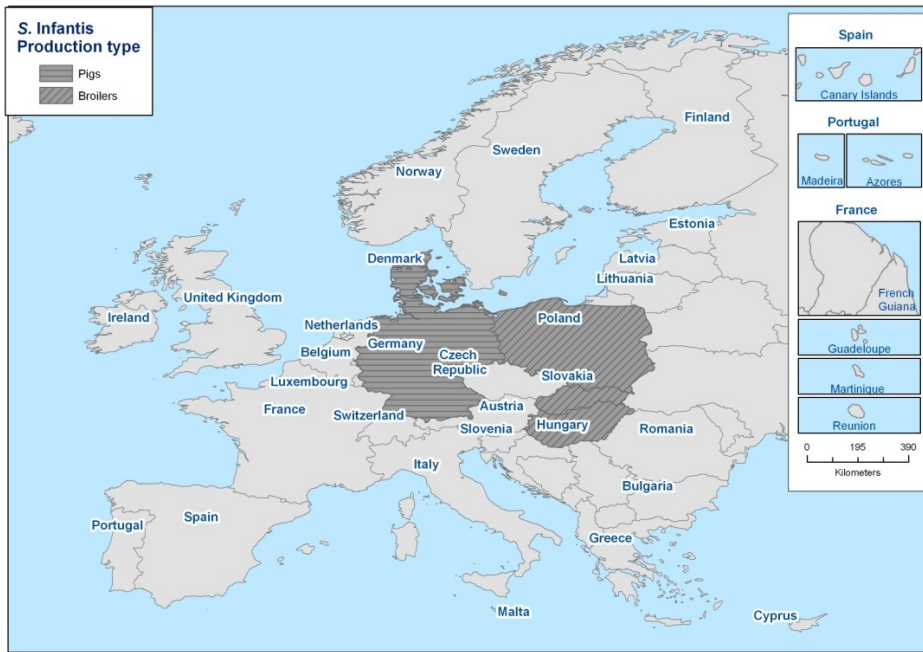 S. Infantis
Production type
Pigs
Broilers
Finland
Sweden
Norway
Estonia
Latvia
Lithuania
Denmark
United Kingdom
Ireland
Netherlands
Poland
Germany
Belgium
Czech
Republic
Slovakia
Luxembourg
France
Switzerland
Austria
Slovenia
Hungary
Romania
Italy
Bulgaria
Portugal
Spain
Greece
Malta
Cyprus
Spain
Canary Islands
Portugal
Madeira
Azores
France
French
Guiana
Guadeloupe
Martinique
Reunion
0 195 390
Kilometers